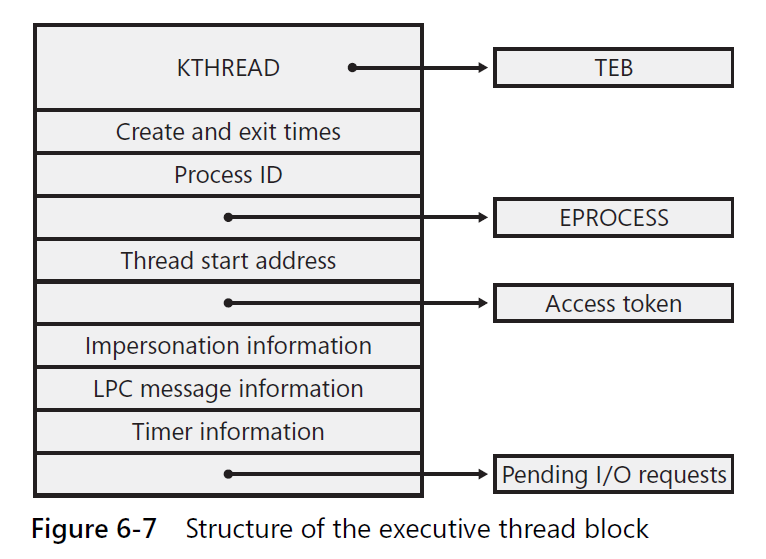 KTHREAD
TEB
Create and exit times
Process ID
EPROCESS
Thread start address
Access token
Impersonation information
LPC message information
Timer information
Pending I/O requests
Figure 6-7 Structure of the executive thread block